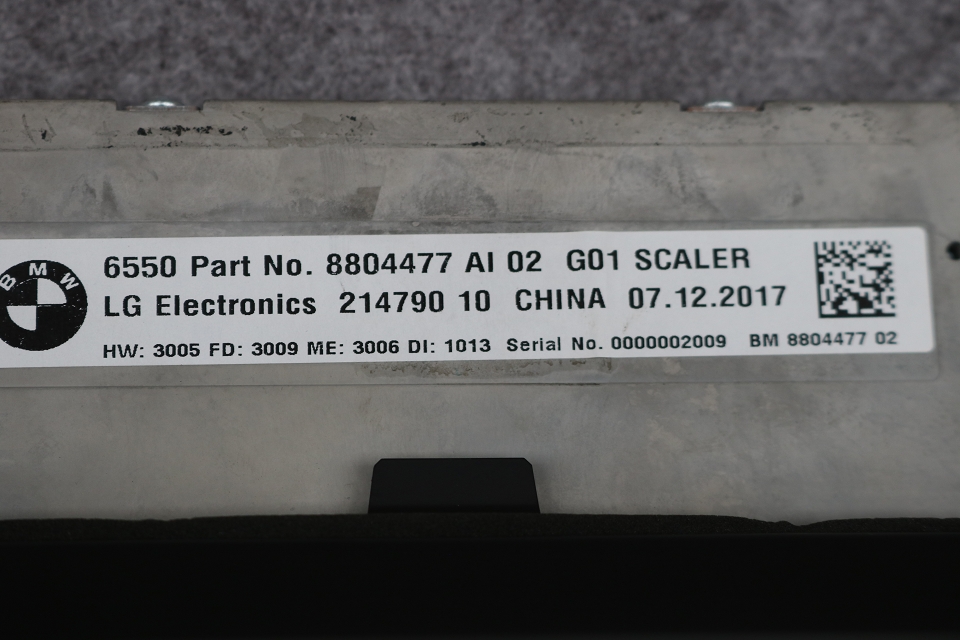 BMW
6550 Part No. 8804477 AI 02 G01 SCALER
LG Electronics 214790 10 CHINA 07.12.2017
HW: 3005 FD: 3009 ME: 3006 DI: 1013 Serial No. 0000002009 BM 8804477 02